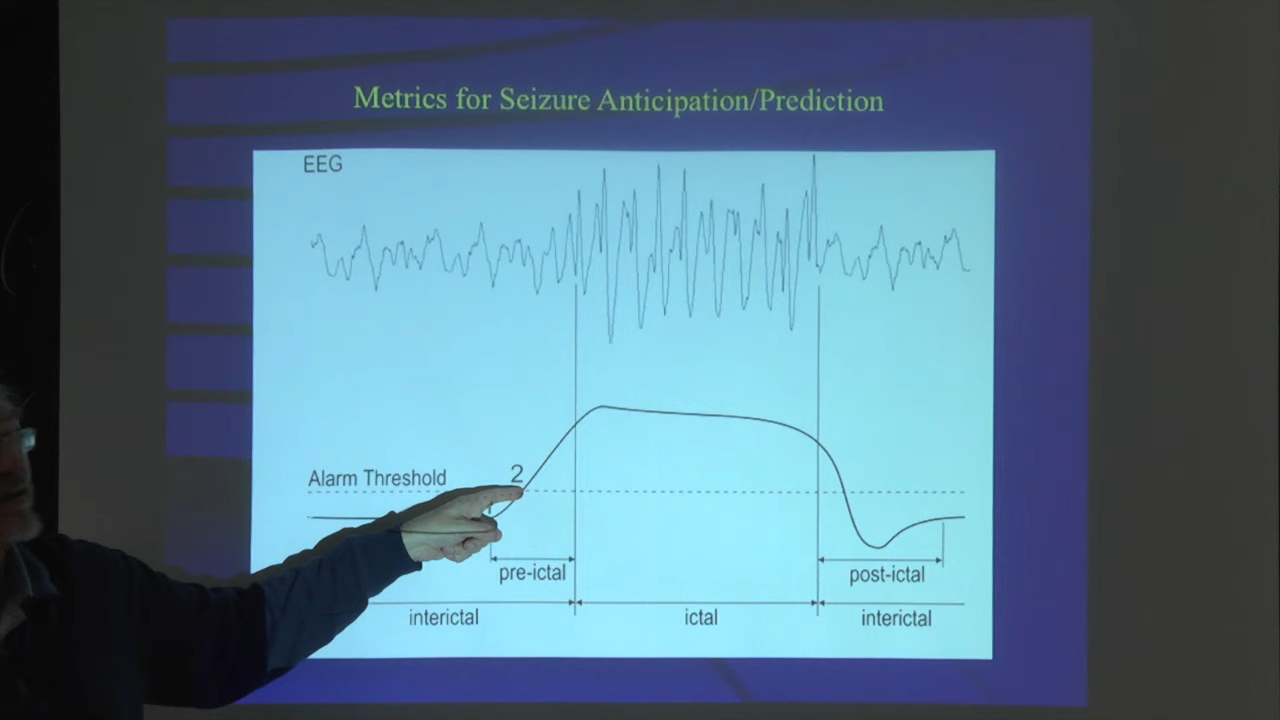 Metrics for Seizure Anticipation/Prediction
EEG
Alarm Threshold
2
pre-ictal
post-ictal
interictal
ictal
interictal